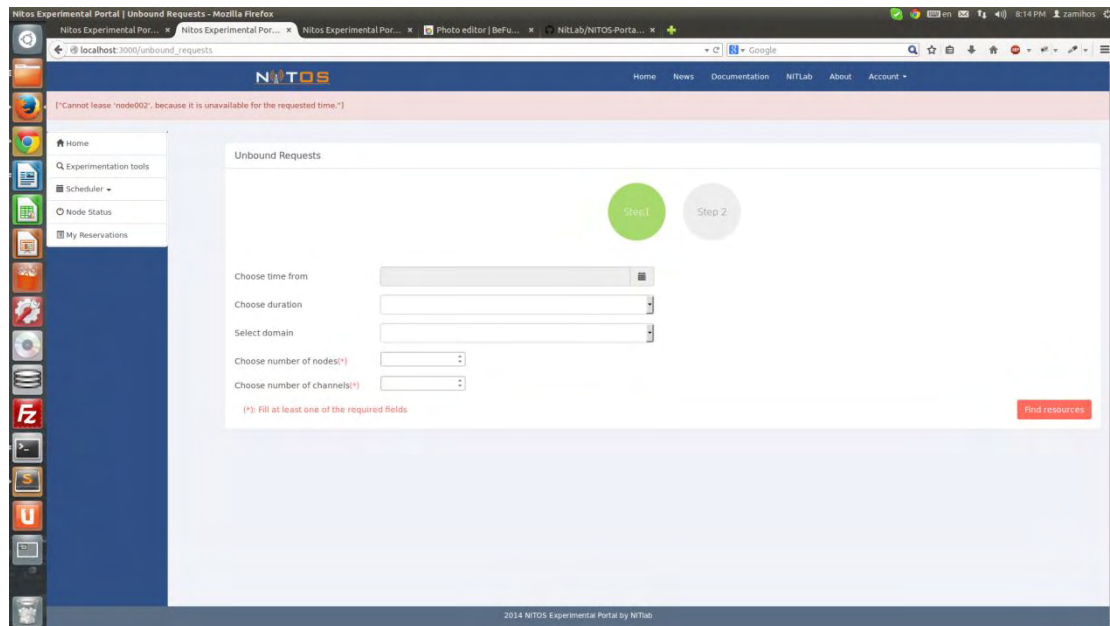 Nitos Experimental Portal | Unbound Requests - Mozilla Firefox
en 8:14 PM zamihos
Nitos Experimental Por... × Nitos Experimental Por... × Nitos Experimental Por... × Photo editor | BeFu... × NitLab/NITOS-Porta... ×
localhost:3000/unbound_requests
Google
NITOS Home News Documentation NITLab About Account
["Cannot lease 'node002', because it is unavailable for the requested time."]
Home
Experimentation tools
Scheduler
Node Status
My Reservations
Unbound Requests
Step1 Step 2
Choose time from
Choose duration
Select domain
Choose number of nodes(*)
Choose number of channels(*)
(*): Fill at least one of the required fields
Find resources
2014 NITOS Experimental Portal by NITlab